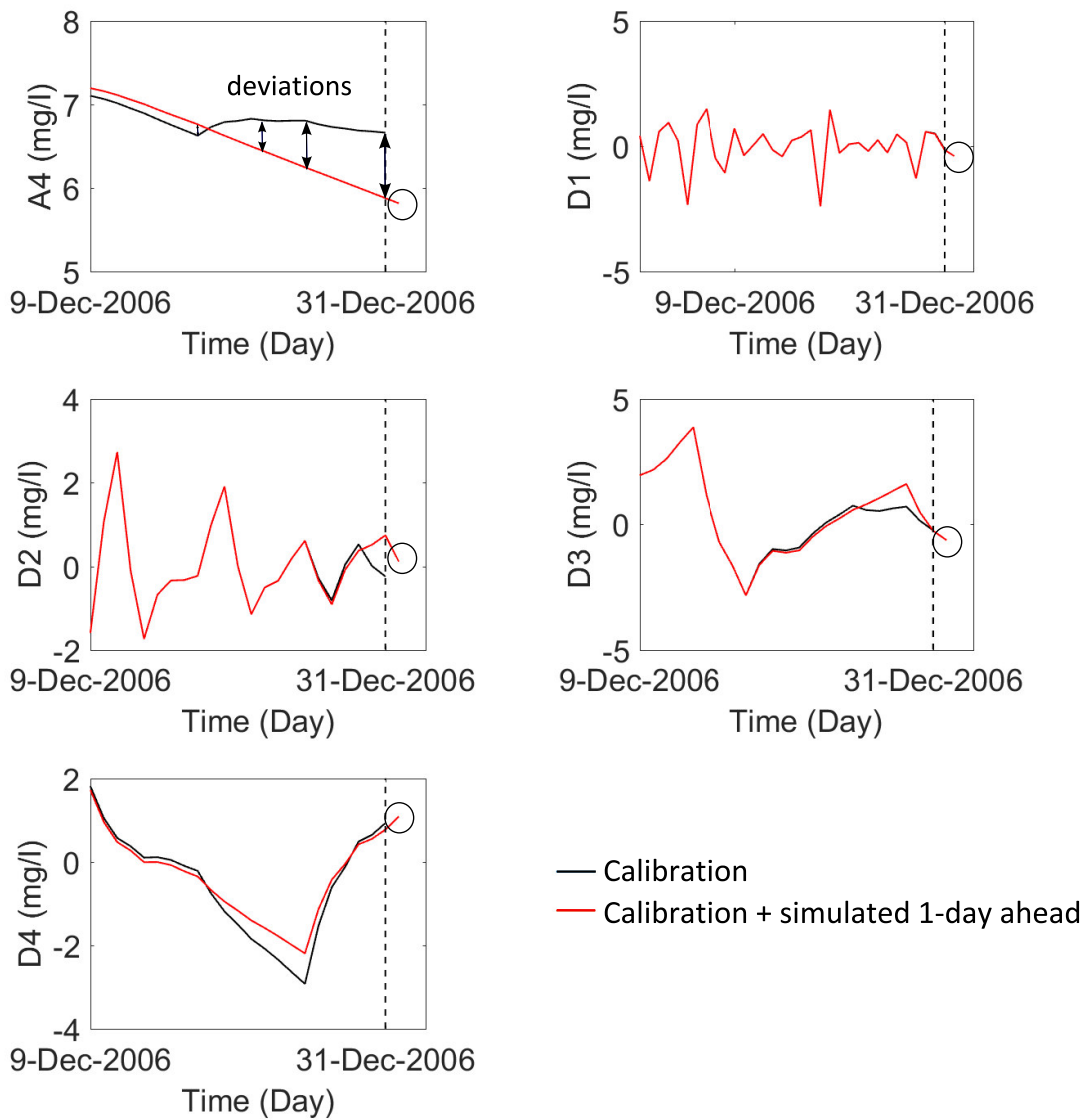 8
7
6
5
A4 (mg/l)
deviations
9-Dec-2006
31-Dec-2006
Time (Day)
5
0
-5
D1 (mg/l)
9-Dec-2006
31-Dec-2006
Time (Day)
4
2
0
-2
D2 (mg/l)
9-Dec-2006
31-Dec-2006
Time (Day)
5
0
-5
D3 (mg/l)
9-Dec-2006
31-Dec-2006
Time (Day)
2
0
-2
-4
D4 (mg/l)
9-Dec-2006
31-Dec-2006
Time (Day)
Calibration
Calibration + simulated 1-day ahead